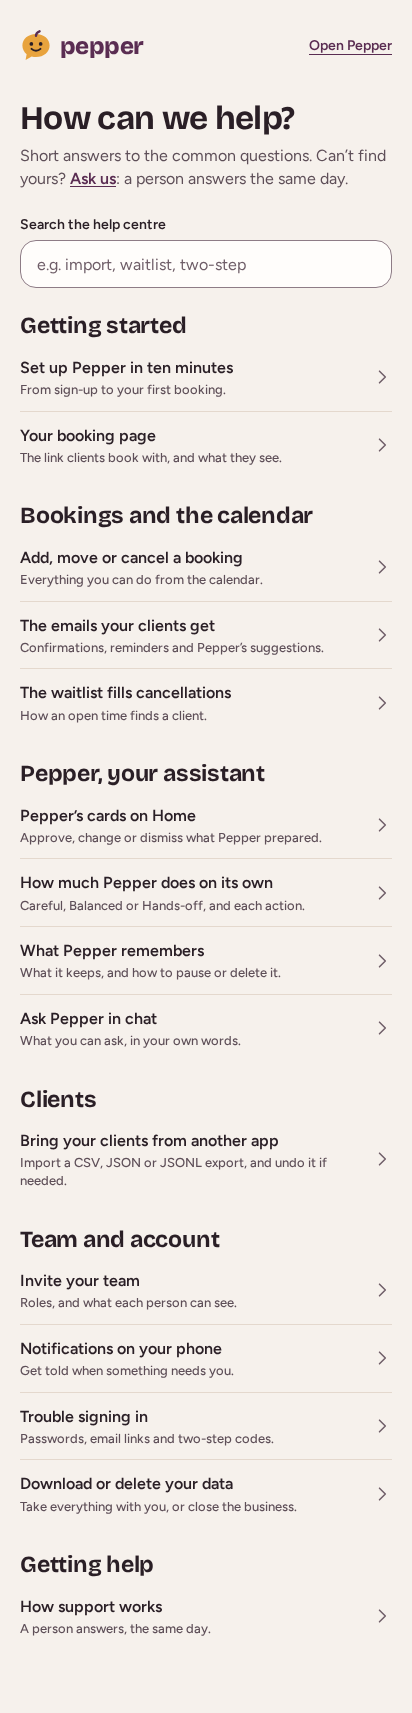 pepper
Open Pepper
How can we help?
Short answers to the common questions. Can’t find
yours? Ask us: a person answers the same day.
Search the help centre
e.g. import, waitlist, two-step
Getting started
Set up Pepper in ten minutes
From sign-up to your first booking.
Your booking page
The link clients book with, and what they see.
Bookings and the calendar
Add, move or cancel a booking
Everything you can do from the calendar.
The emails your clients get
Confirmations, reminders and Pepper’s suggestions.
The waitlist fills cancellations
How an open time finds a client.
Pepper, your assistant
Pepper’s cards on Home
Approve, change or dismiss what Pepper prepared.
How much Pepper does on its own
Careful, Balanced or Hands-off, and each action.
What Pepper remembers
What it keeps, and how to pause or delete it.
Ask Pepper in chat
What you can ask, in your own words.
Clients
Bring your clients from another app
Import a CSV, JSON or JSONL export, and undo it if
needed.
Team and account
Invite your team
Roles, and what each person can see.
Notifications on your phone
Get told when something needs you.
Trouble signing in
Passwords, email links and two-step codes.
Download or delete your data
Take everything with you, or close the business.
Getting help
How support works
A person answers, the same day.